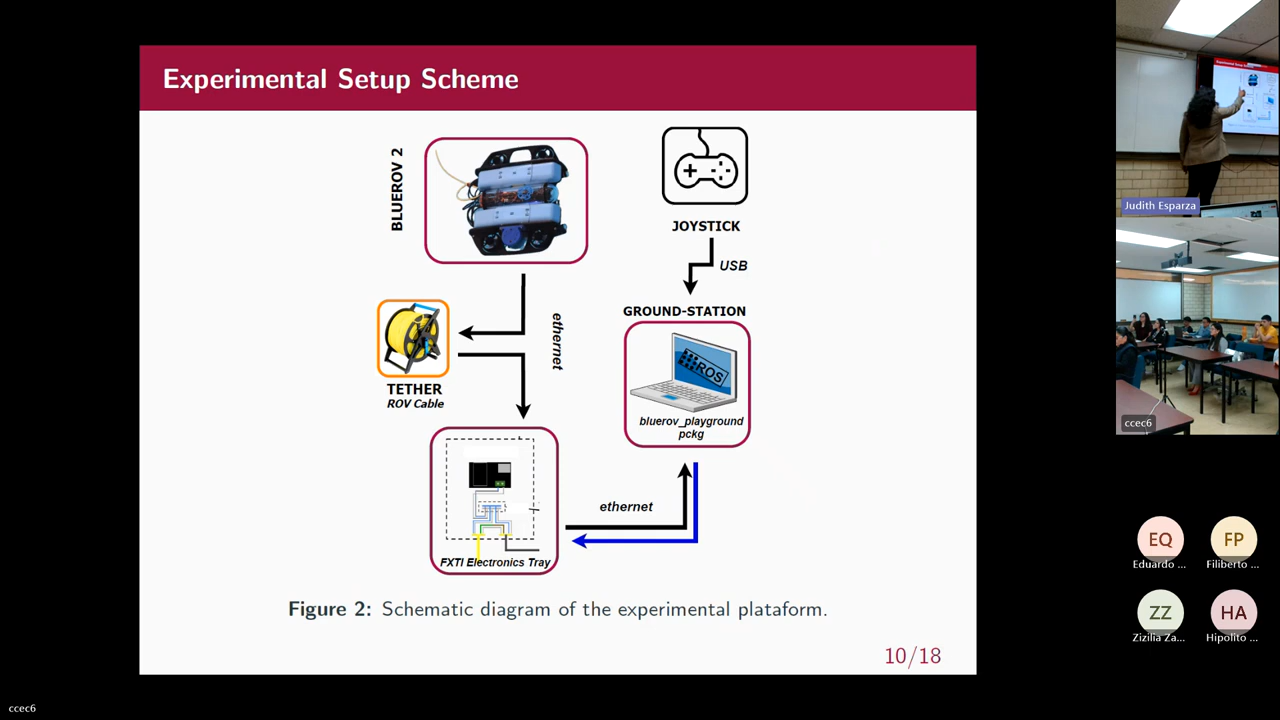 Experimental Setup Scheme
BLUEROV 2
JOYSTICK
USB
GROUND-STATION
ROS
bluerov_playground
pckg
ethernet
TETHER
ROV Cable
ethernet
FXTI Electronics Tray
Figure 2: Schematic diagram of the experimental plataform.
10/18
Judith Esparza
ccec6
EQ
FP
Eduardo ...
Filiberto ...
ZZ
HA
Zizilia Za...
Hipolito ...
ccec6